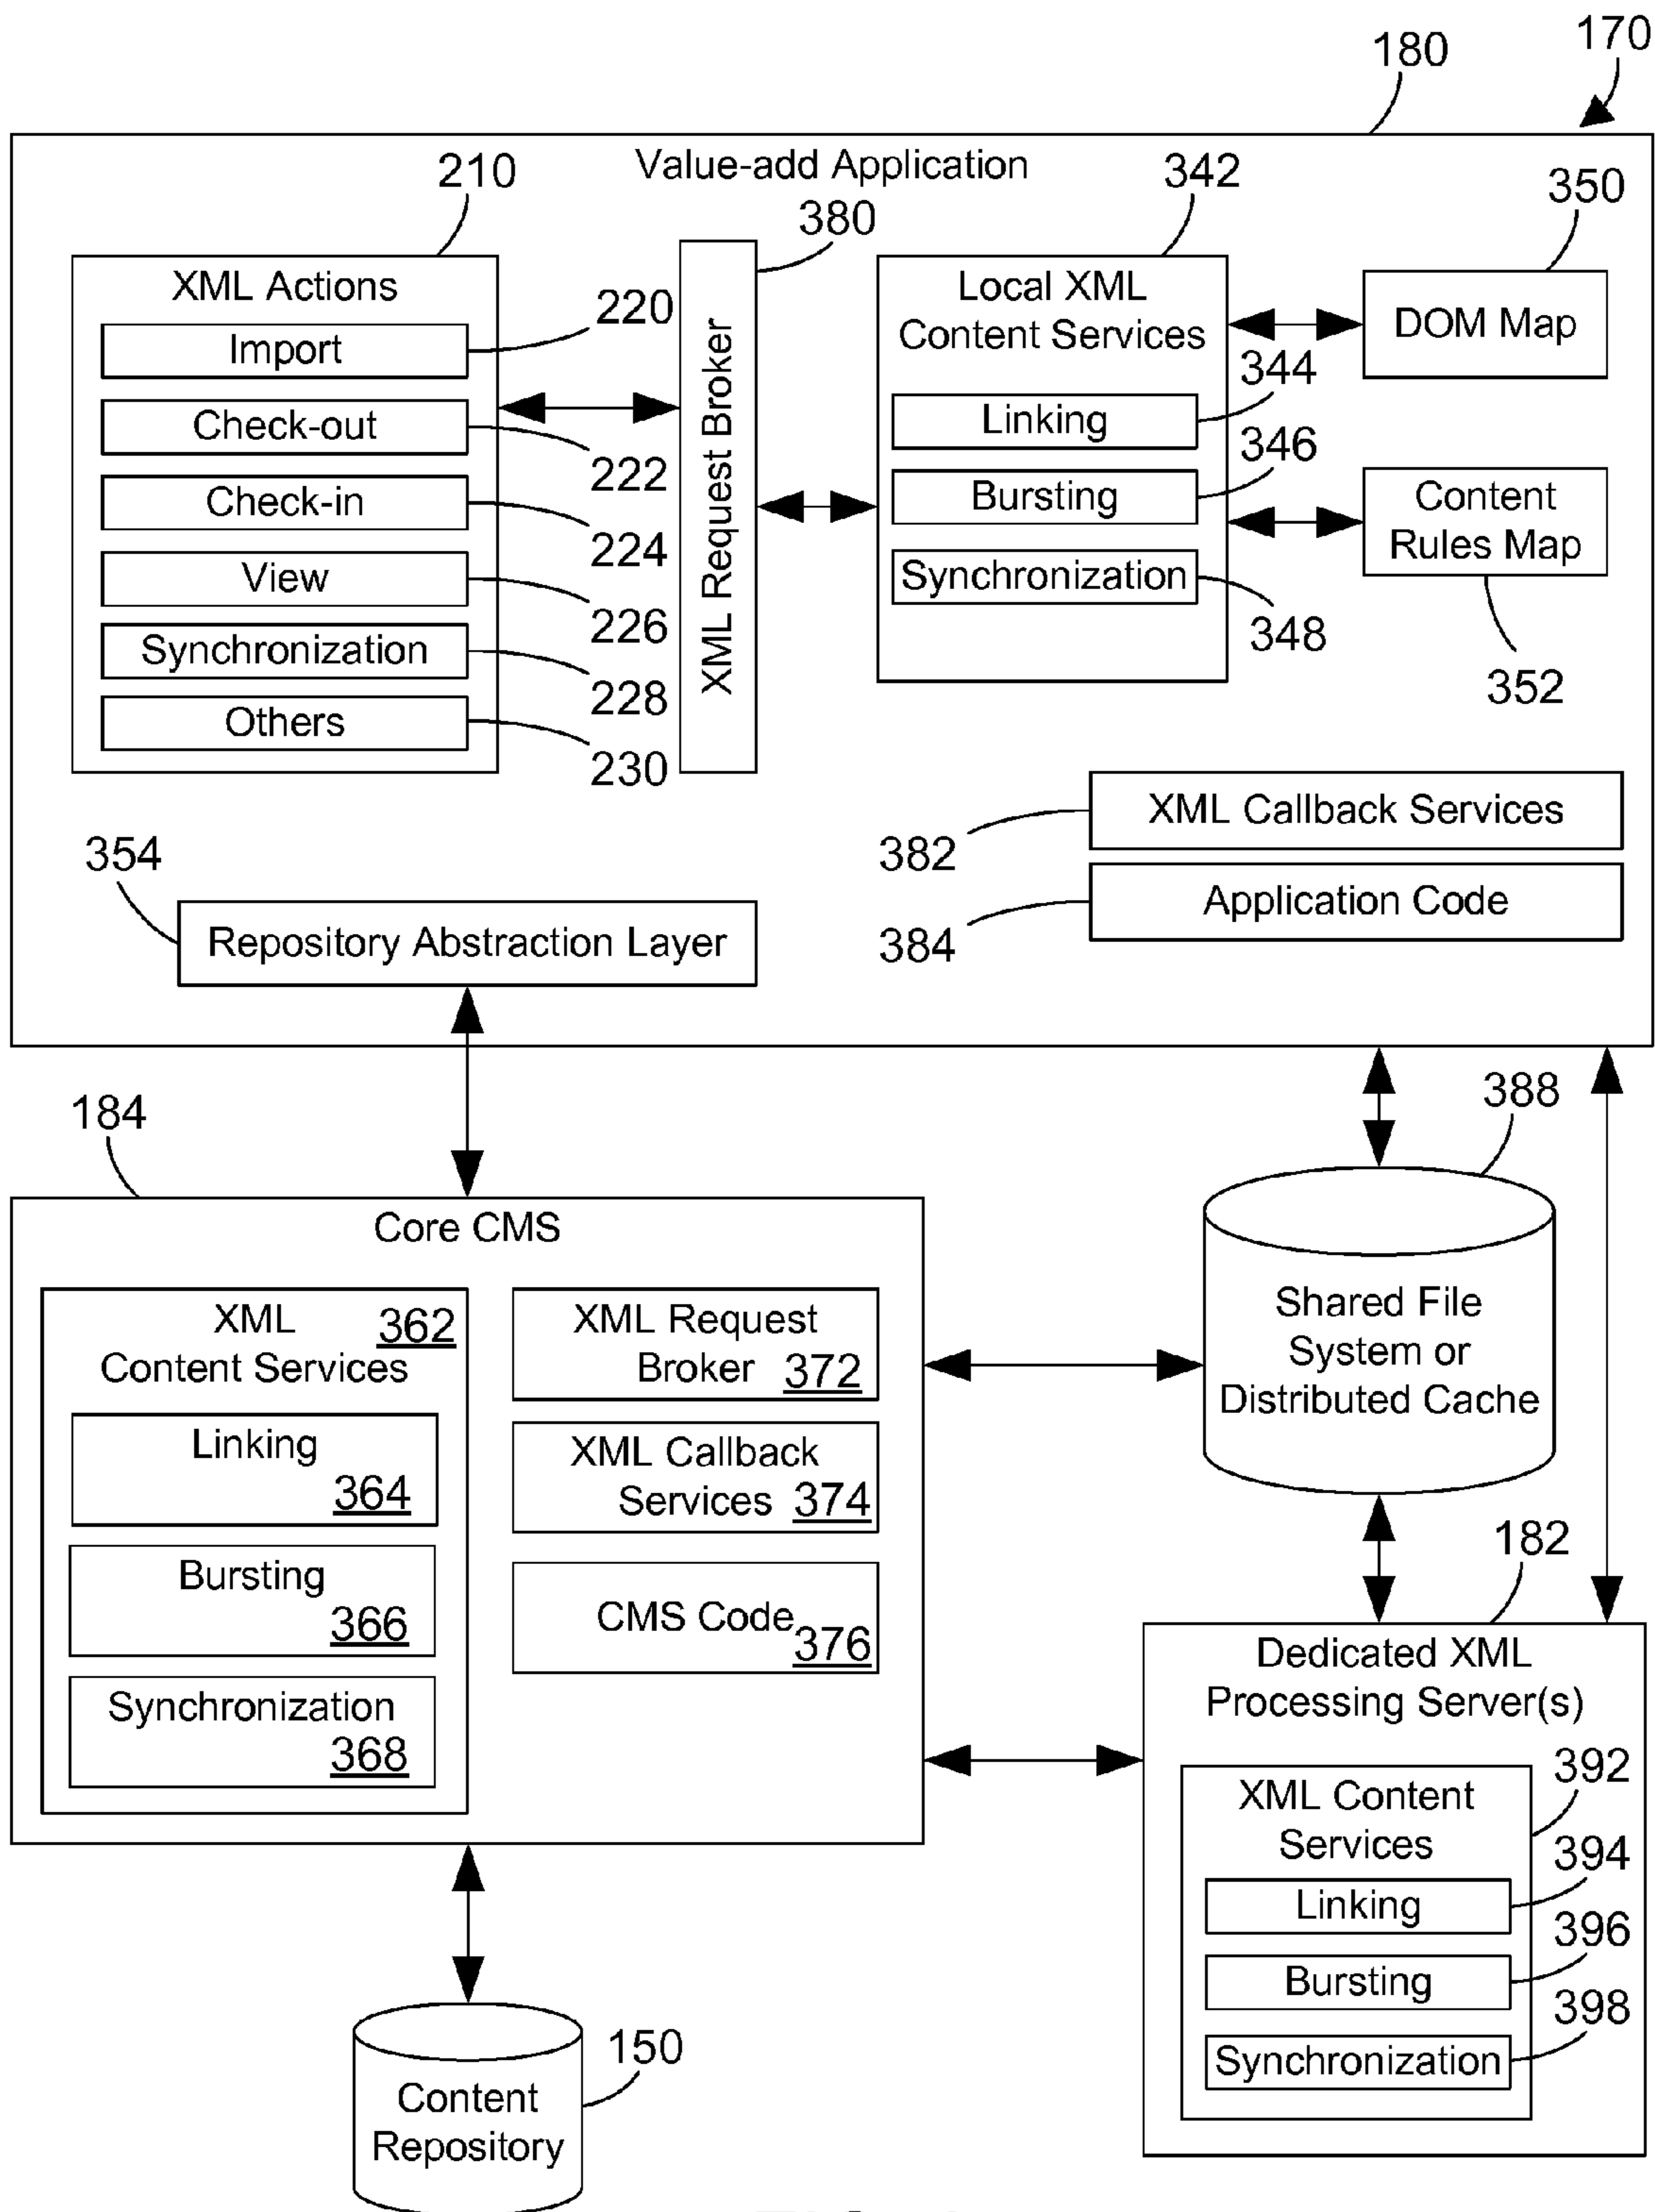 170
180
Value-add Application
210
380
342
350
XML Actions
Import
220
Check-out
222
Check-in
224
View
226
Synchronization
228
Others
230
XML Request Broker
Local XML
Content Services
344
Linking
346
Bursting
Synchronization
348
DOM Map
Content
Rules Map
352
XML Callback Services
382
Application Code
384
354
Repository Abstraction Layer
184
388
Core CMS
XML 362
Content Services
Linking
364
Bursting
366
Synchronization
368
XML Request
Broker 372
XML Callback
Services 374
CMS Code
376
Shared File
System or
Distributed Cache
182
Dedicated XML
Processing Server(s)
392
XML Content
Services
394
Linking
396
Bursting
398
Synchronization
150
Content
Repository